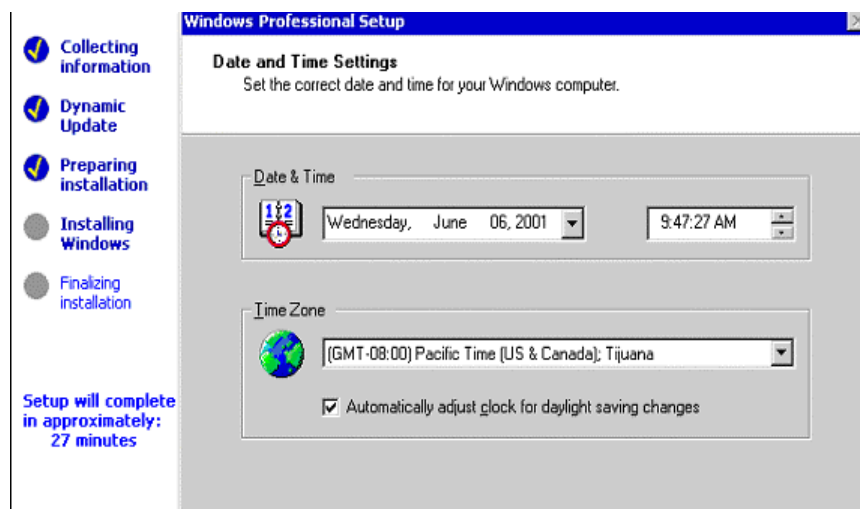 Windows Professional Setup
Collecting
information
Dynamic
Update
Preparing
installation
Installing
Windows
Finalizing
installation
Setup will complete
in approximately:
27 minutes
Date and Time Settings
Set the correct date and time for your Windows computer.
Date & Time
12
Wednesday, June 06, 2001
9:47:27 AM
Time Zone
(GMT-08:00) Pacific Time (US & Canada); Tijuana
Automatically adjust clock for daylight saving changes